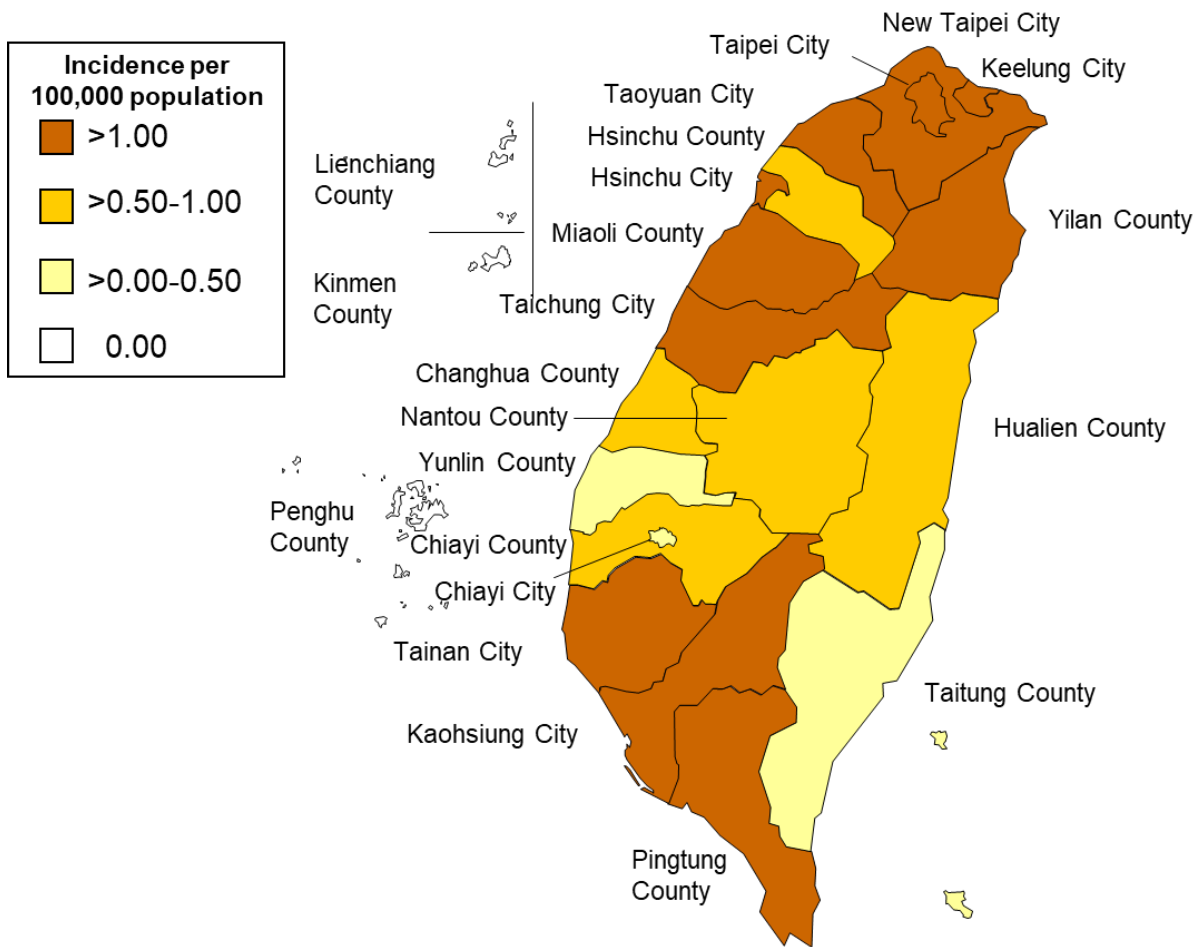 Incidence per
100,000 population
>1.00
>0.50-1.00
>0.00-0.50
0.00
New Taipei City
Taipei City
Keelung City
Taoyuan City
Hsinchu County
Hsinchu City
Lienchiang
County
Yilan County
Miaoli County
Kinmen
County
Taichung City
Changhua County
Nantou County
Hualien County
Yunlin County
Penghu
County
Chiayi County
Chiayi City
Tainan City
Taitung County
Kaohsiung City
Pingtung
County